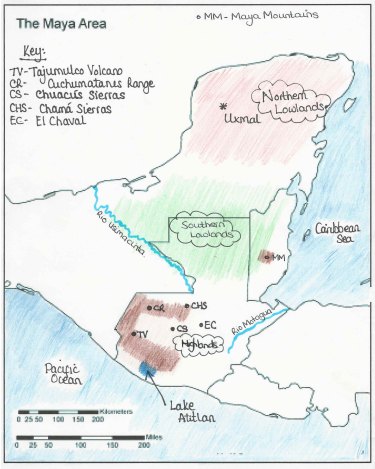 MM - Maya Mountains
The Maya Area
Key:
TV - Tajumulco Volcano
CR - Cuchumatanes Range
CS - Chuacús Sierras
CHS - Chamá Sierras
EC - El Chaval
Northern
Lowlands
Uxmal
Rio Usumacinta
Southern
Lowlands
Caribbean
Sea
MM
CR
CHS
TV
CS
EC
Rio Motagua
Highlands
Pacific
Ocean
Lake
Atitlan
0 25 50 100 150 200 Kilometers
0 25 50 100 150 200 Miles